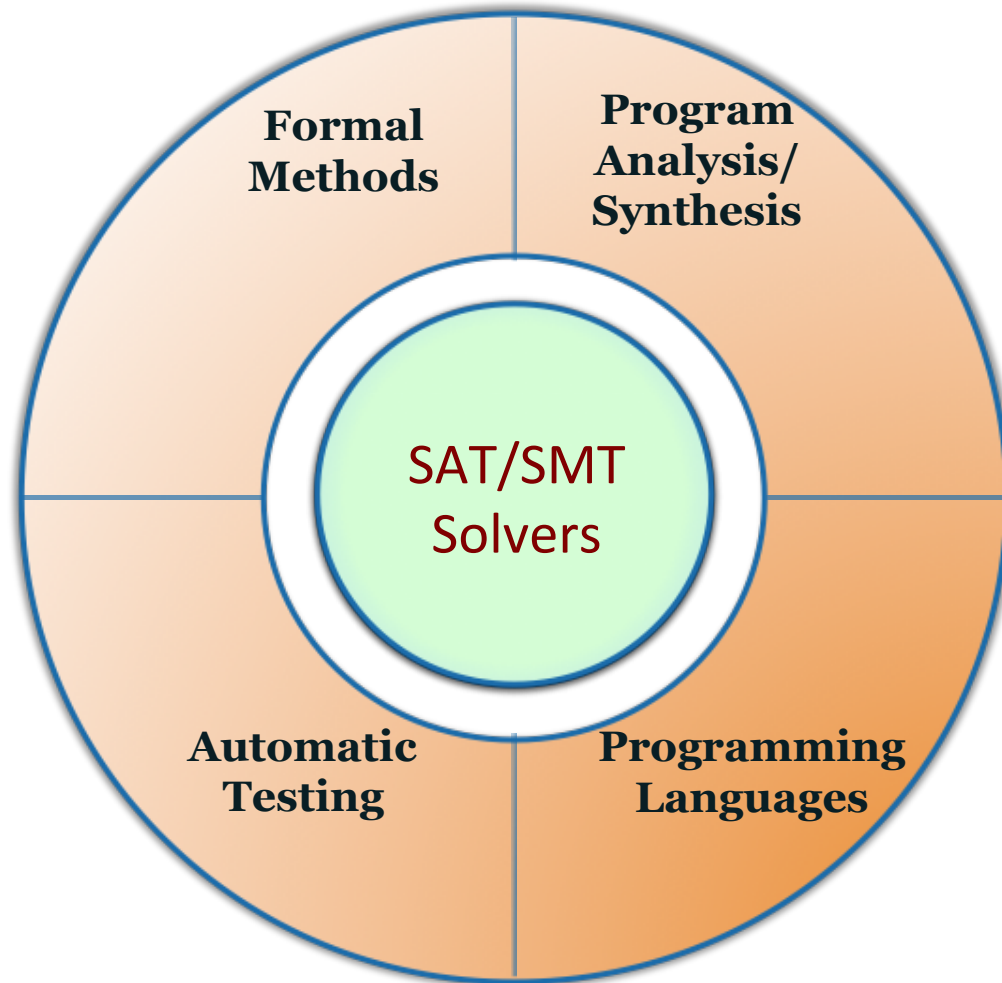 Formal
Methods
Program
Analysis/
Synthesis
SAT/SMT
Solvers
Automatic
Testing
Programming
Languages